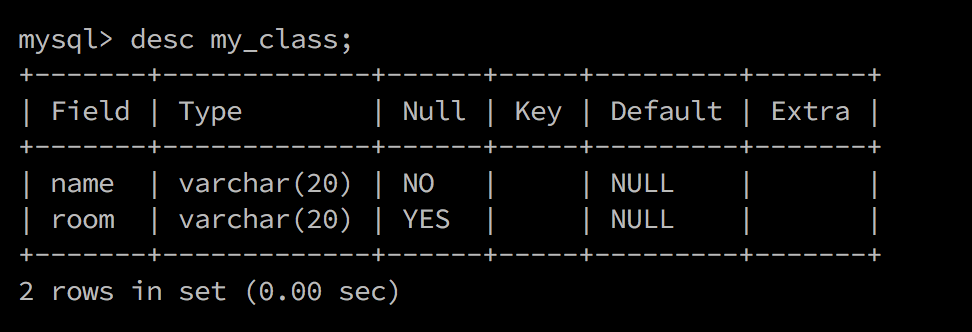 mysql> desc my_class;
+-------+-------------+------+-----+---------+-------+
| Field | Type        | Null | Key | Default | Extra |
+-------+-------------+------+-----+---------+-------+
| name  | varchar(20) | NO   |     | NULL    |       |
| room  | varchar(20) | YES  |     | NULL    |       |
+-------+-------------+------+-----+---------+-------+
2 rows in set (0.00 sec)